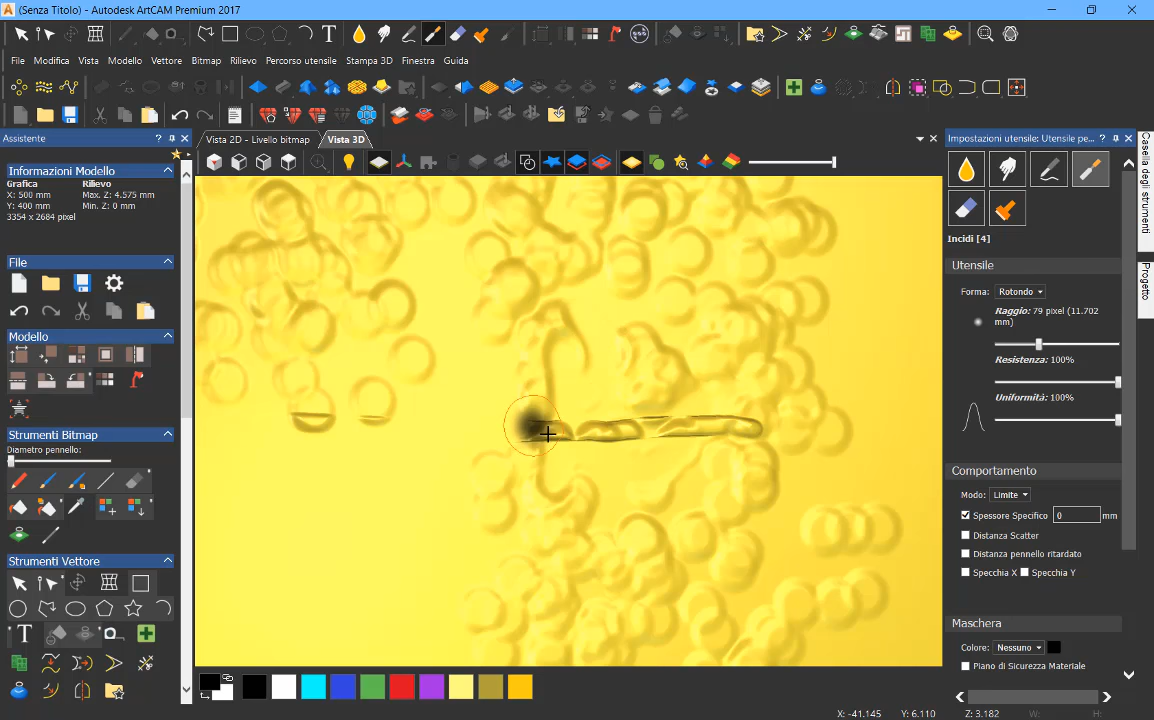 (Senza Titolo) - Autodesk ArtCAM Premium 2017
File Modifica Vista Modello Vettore Bitmap Rilievo Percorso utensile Stampa 3D Finestra Guida
Assistente ?
Vista 2D - Livello bitmap Vista 3D
Impostazioni utensile: Utensile pe... ?
Informazioni Modello
Grafica Rilievo
X: 500 mm Max. Z: 4.575 mm
Y: 400 mm Min. Z: 0 mm
3354 x 2684 pixel
File
Modello
Strumenti Bitmap
Diametro pennello:
Strumenti Vettore
Incidi [4]
Utensile
Forma: Rotondo
Raggio: 79 pixel (11.702 mm)
Resistenza: 100%
Uniformità: 100%
Comportamento
Modo: Limite
Spessore Specifico 0 mm
Distanza Scatter
Distanza pennello ritardato
Specchia X Specchia Y
Maschera
Colore: Nessuno
Piano di Sicurezza Materiale
Casella degli strumenti
Progetto
X: -41.145 Y: 6.110 Z: 3.182 W: H: